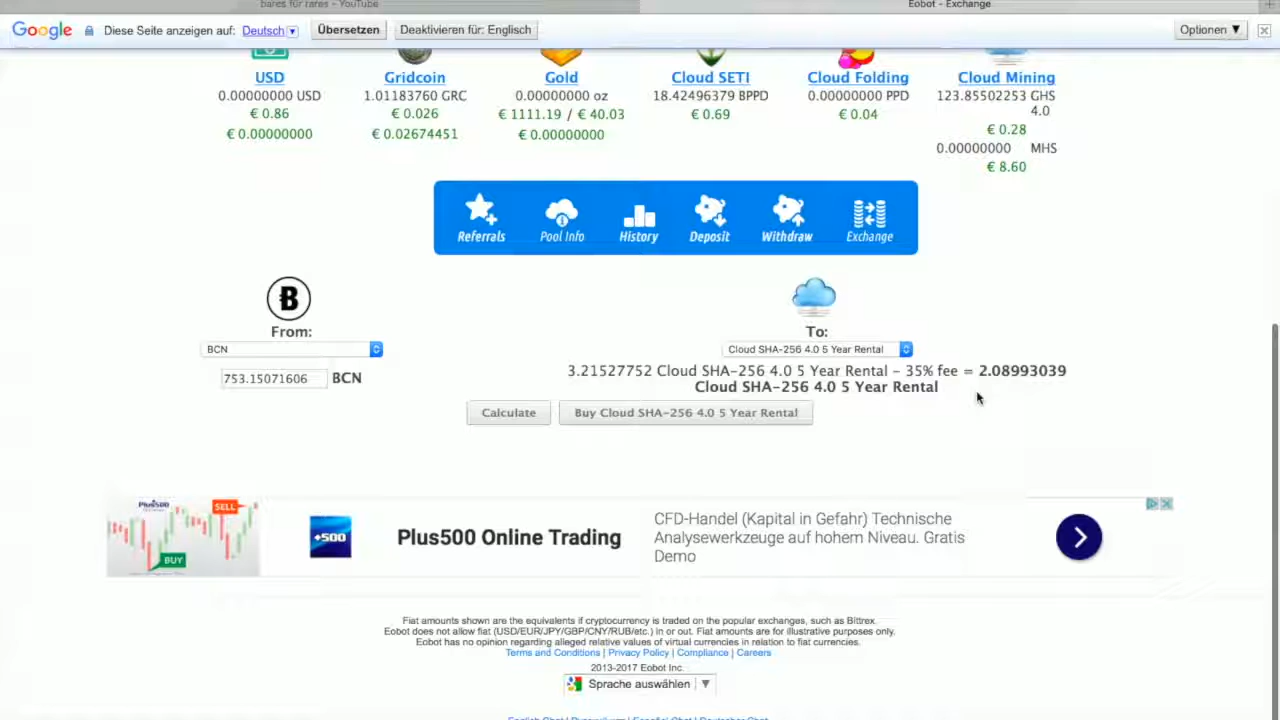 bares für rares - YouTube
Eobot - Exchange
Google Diese Seite anzeigen auf: Deutsch Übersetzen Deaktivieren für: Englisch Optionen
USD Gridcoin Gold Cloud SETI Cloud Folding Cloud Mining
0.00000000 USD 1.01183760 GRC 0.00000000 oz 18.42496379 BPPD 0.00000000 PPD 123.85502253 GHS
4.0
€ 0.86 € 0.026 € 1111.19 / € 40.03 € 0.69 € 0.04
€ 0.28
€ 0.00000000 € 0.02674451 € 0.00000000
0.00000000 MHS
€ 8.60
Referrals Pool Info History Deposit Withdraw Exchange
From: To:
BCN Cloud SHA-256 4.0 5 Year Rental
753.15071606 BCN
3.21527752 Cloud SHA-256 4.0 5 Year Rental - 35% fee = 2.08993039
Cloud SHA-256 4.0 5 Year Rental
Calculate Buy Cloud SHA-256 4.0 5 Year Rental
Plus500
SELL
BUY
+500
Plus500 Online Trading
CFD-Handel (Kapital in Gefahr) Technische
Analysewerkzeuge auf hohem Niveau. Gratis
Demo
Fiat amounts shown are the equivalents if cryptocurrency is traded on the popular exchanges, such as Bittrex.
Eobot does not allow fiat (USD/EUR/JPY/GBP/CNY/RUB/etc.) in or out. Fiat amounts are for illustrative purposes only.
Eobot has no opinion regarding alleged relative values of virtual currencies in relation to fiat currencies.
Terms and Conditions | Privacy Policy | Compliance | Careers
2013-2017 Eobot Inc.
Sprache auswählen